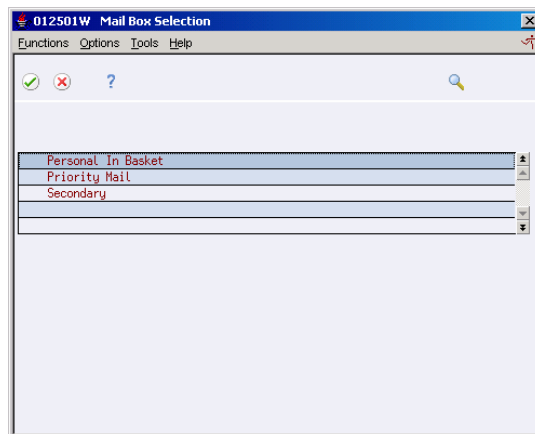 012501W Mail Box Selection
Functions Options Tools Help
?
Personal In Basket
Priority Mail
Secondary